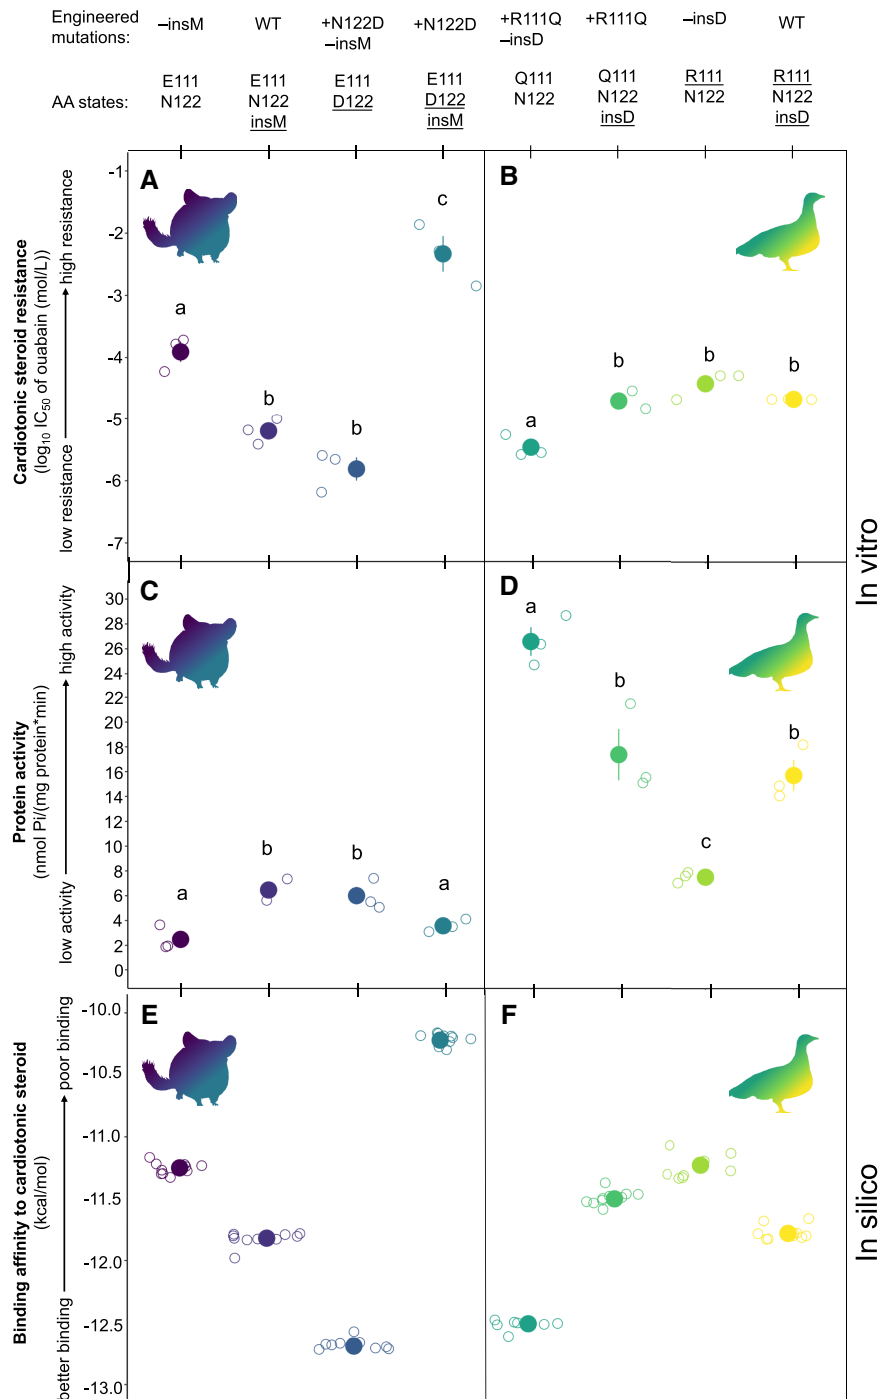 Engineered mutations: –insM WT +N122D –insM +N122D +R111Q –insD +R111Q –insD WT
AA states: E111 N122 E111 N122 insM E111 D122 E111 D122 insM Q111 N122 Q111 N122 insD R111 N122 R111 N122 insD
Cardiotonic steroid resistance
(log10 IC50 of ouabain (mol/L))
low resistance
high resistance
-1
-2
-3
-4
-5
-6
-7
A
a
b
b
c
B
a
b
b
b
In vitro
Protein activity
(nmol Pi/(mg protein*min)
low activity
high activity
30
28
26
24
22
20
18
16
14
12
10
8
6
4
2
0
C
a
b
b
a
D
a
b
c
b
Binding affinity to cardiotonic steroid
(kcal/mol)
better binding
poor binding
-10.0
-10.5
-11.0
-11.5
-12.0
-12.5
-13.0
E
F
In silico